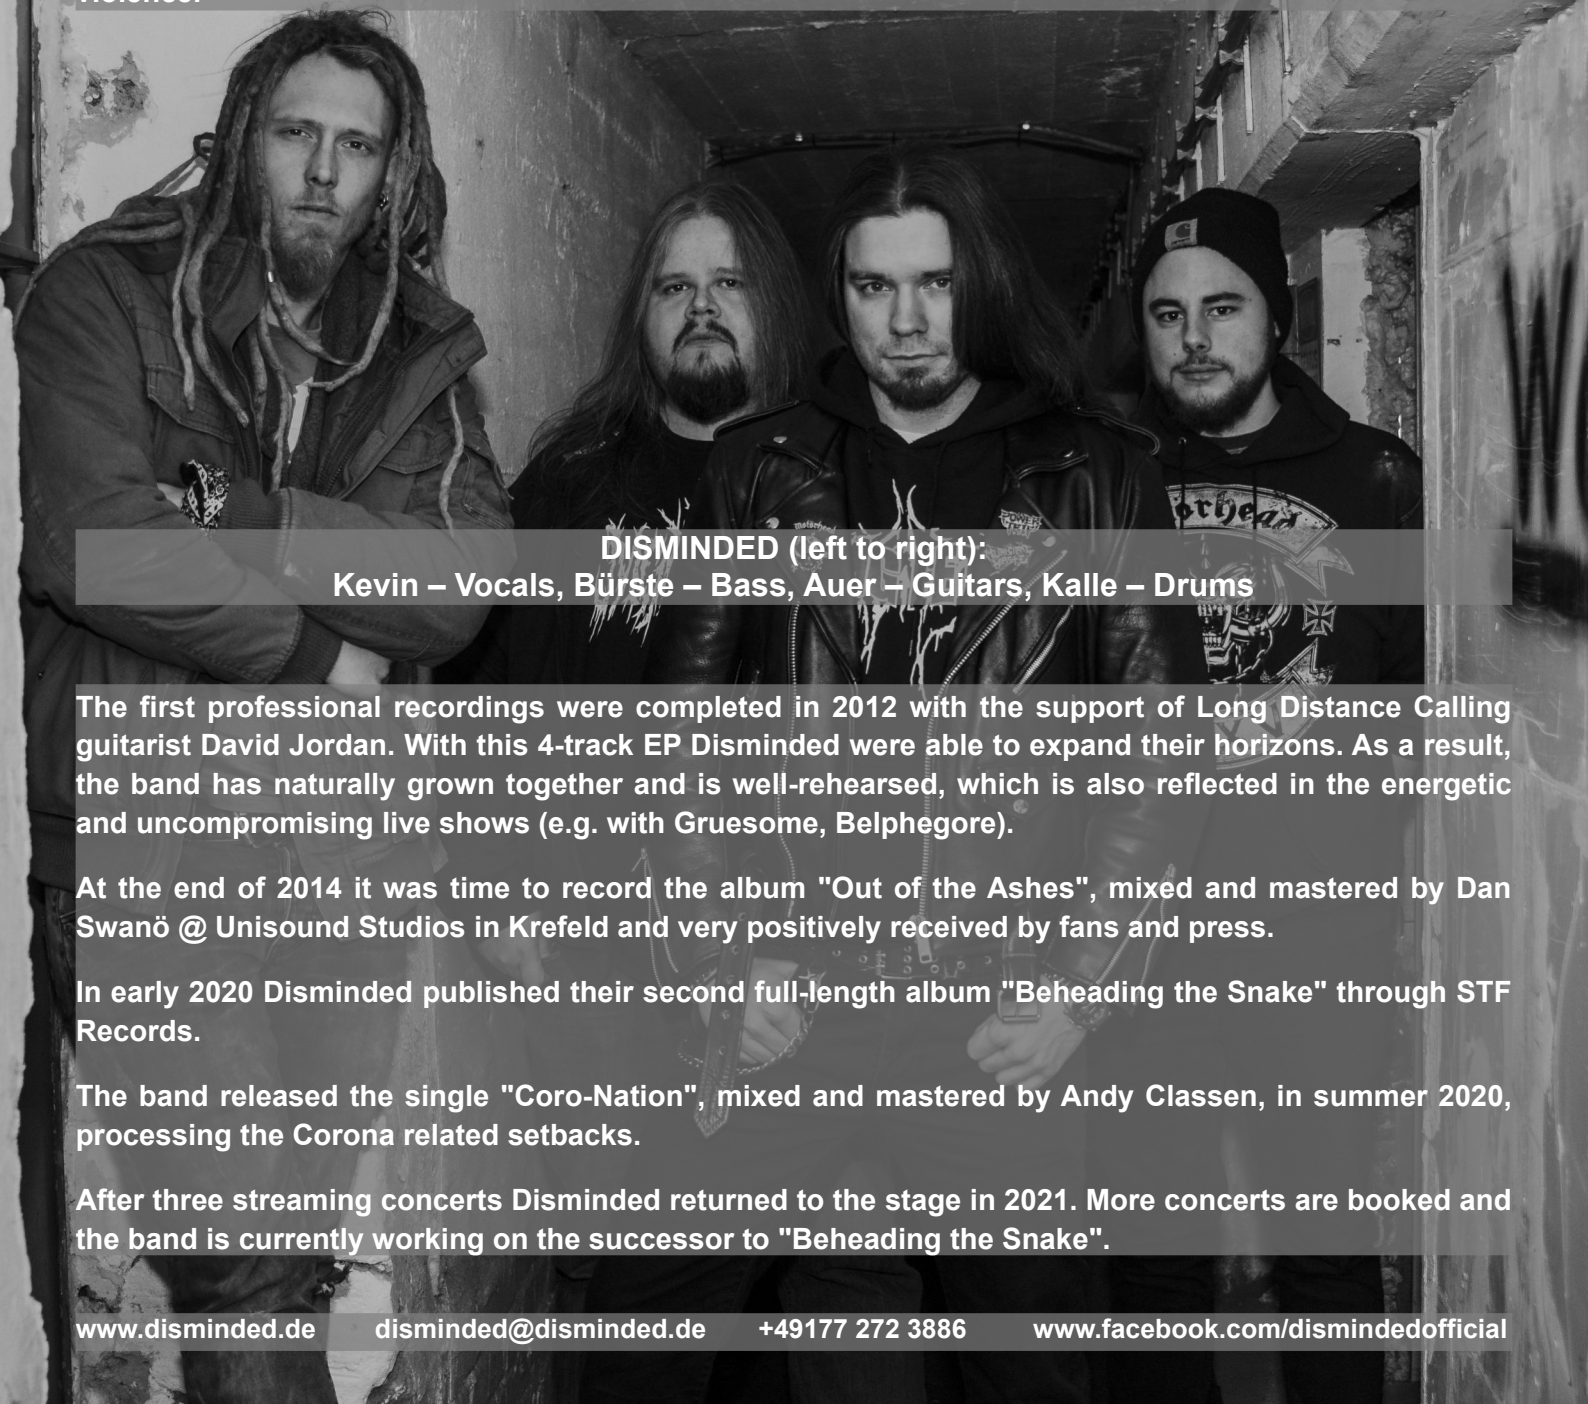 DISMINDED (left to right):
Kevin – Vocals, Bürste – Bass, Auer – Guitars, Kalle – Drums
The first professional recordings were completed in 2012 with the support of Long Distance Calling
guitarist David Jordan. With this 4-track EP Disminded were able to expand their horizons. As a result,
the band has naturally grown together and is well-rehearsed, which is also reflected in the energetic
and uncompromising live shows (e.g. with Gruesome, Belphegore).
At the end of 2014 it was time to record the album "Out of the Ashes", mixed and mastered by Dan
Swanö @ Unisound Studios in Krefeld and very positively received by fans and press.
In early 2020 Disminded published their second full-length album "Beheading the Snake" through STF
Records.
The band released the single "Coro-Nation", mixed and mastered by Andy Classen, in summer 2020,
processing the Corona related setbacks.
After three streaming concerts Disminded returned to the stage in 2021. More concerts are booked and
the band is currently working on the successor to "Beheading the Snake".
www.disminded.de disminded@disminded.de +49177 272 3886 www.facebook.com/dismindedofficial